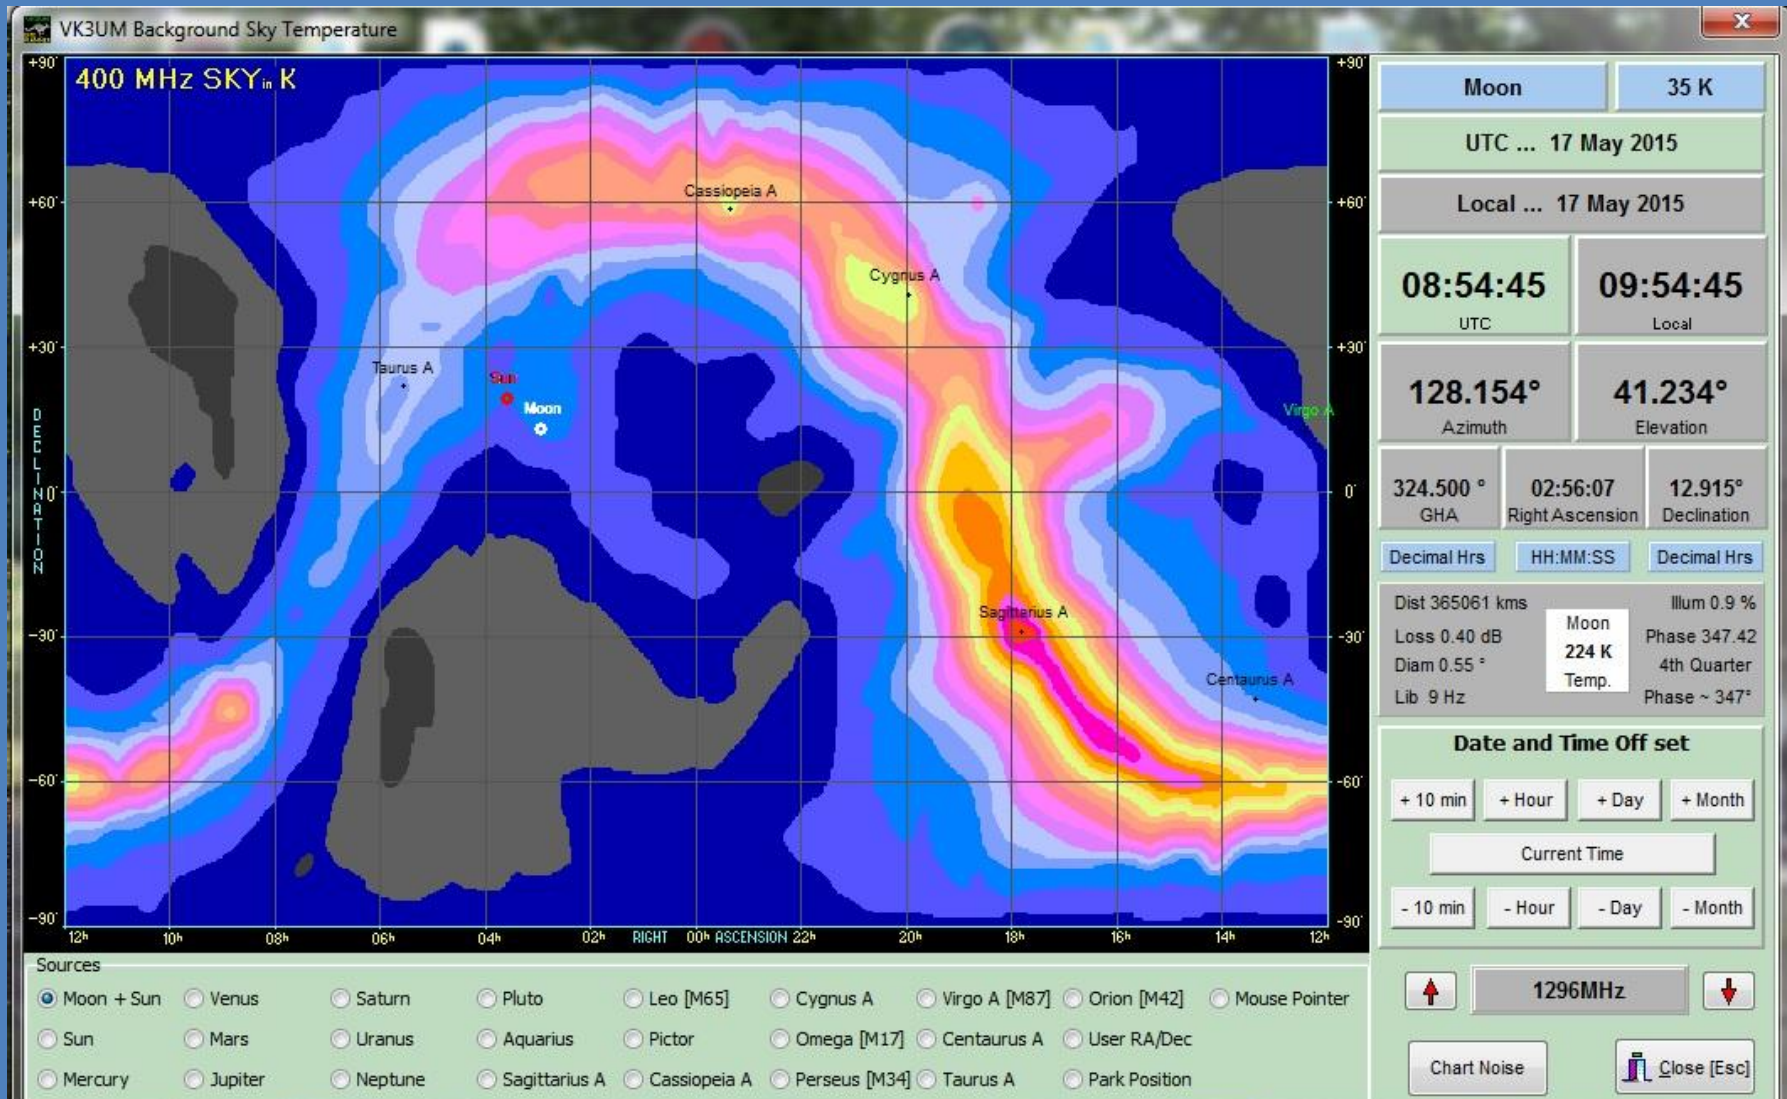 VK3UM Background Sky Temperature
400 MHz SKY in K
+90°
+60°
+30°
0°
-30°
-60°
-90°
DECLINATION
+90°
+60°
+30°
0°
-30°
-60°
-90°
Cassiopeia A
Cygnus A
Taurus A
Sun
Moon
Virgo A
Sagittarius A
Centaurus A
12h 10h 08h 06h 04h 02h RIGHT 00h ASCENSION 22h 20h 18h 16h 14h 12h
Moon 35 K
UTC ... 17 May 2015
Local ... 17 May 2015
08:54:45 09:54:45
UTC Local
128.154° 41.234°
Azimuth Elevation
324.500 ° 02:56:07 12.915°
GHA Right Ascension Declination
Decimal Hrs HH:MM:SS Decimal Hrs
Dist 365061 kms
Loss 0.40 dB
Diam 0.55 °
Lib 9 Hz
Moon
224 K
Temp.
Illum 0.9 %
Phase 347.42
4th Quarter
Phase ~ 347°
Date and Time Off set
+ 10 min + Hour + Day + Month
Current Time
- 10 min - Hour - Day - Month
1296MHz
Chart Noise Close [Esc]
Sources
Moon + Sun Venus Saturn Pluto Leo [M65] Cygnus A Virgo A [M87] Orion [M42] Mouse Pointer
Sun Mars Uranus Aquarius Pictor Omega [M17] Centaurus A User RA/Dec
Mercury Jupiter Neptune Sagittarius A Cassiopeia A Perseus [M34] Taurus A Park Position